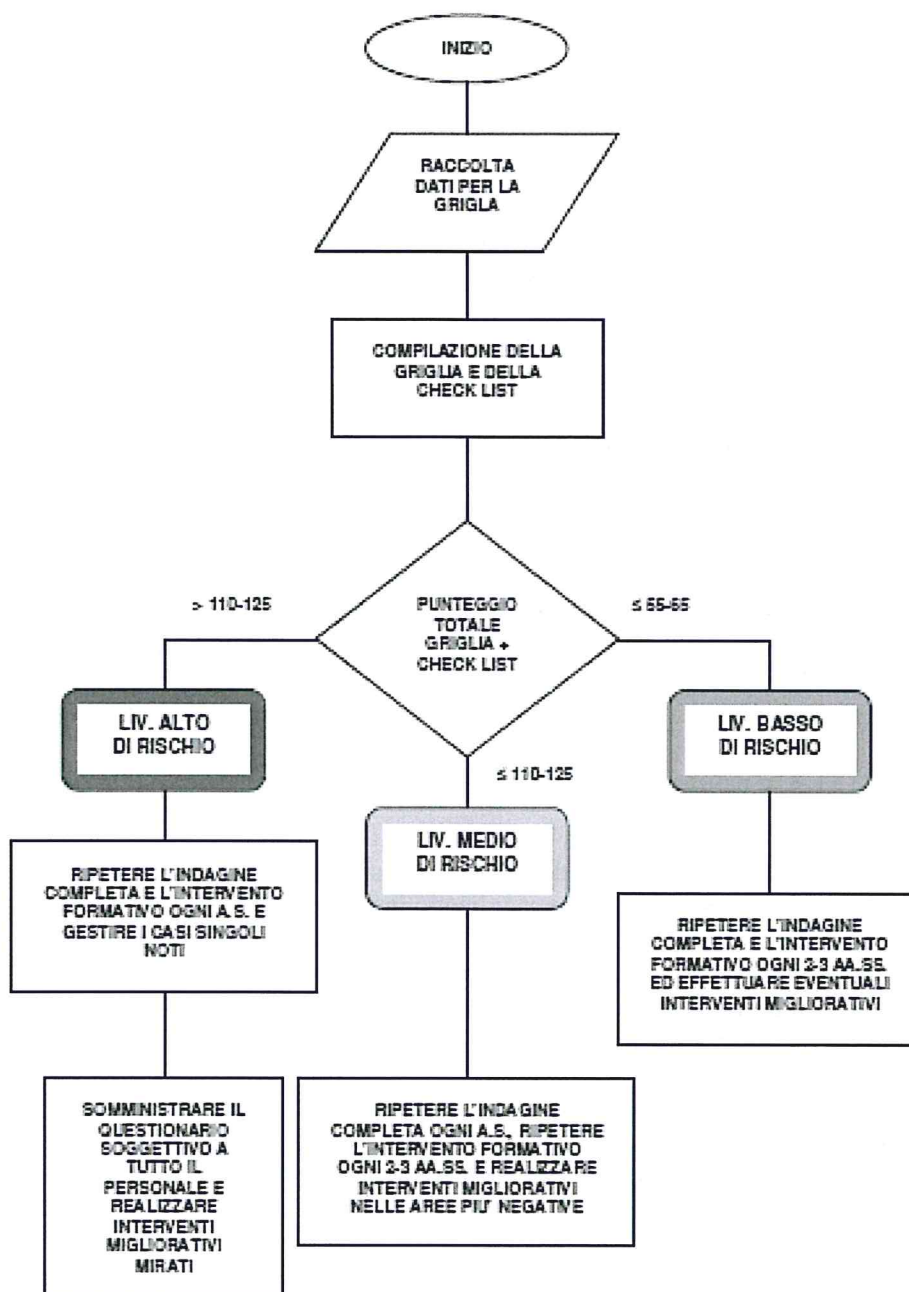 INIZIO
RACCOLTA
DATI PER LA
GRIGLA
COMPILAZIONE DELLA
GRIGLIA E DELLA
CHECK LIST
PUNTEGGIO
TOTALE
GRIGLIA +
CHECK LIST
> 110-125
≤ 55-65
≤ 110-125
LIV. ALTO
DI RISCHIO
LIV. BASSO
DI RISCHIO
LIV. MEDIO
DI RISCHIO
RIPETERE L'INDAGINE
COMPLETA E L'INTERVENTO
FORMATIVO OGNI A.S. E
GESTIRE I CASI SINGOLI
NOTI
RIPETERE L'INDAGINE
COMPLETA E L'INTERVENTO
FORMATIVO OGNI 2-3 AA.SS.
ED EFFETTUARE EVENTUALI
INTERVENTI MIGLIORATIVI
SOMMINISTRARE IL
QUESTIONARIO
SOGGETTIVO A
TUTTO IL
PERSONALE E
REALIZZARE
INTERVENTI
MIGLIORATIVI
MIRATI
RIPETERE L'INDAGINE
COMPLETA OGNI A.S., RIPETERE
L'INTERVENTO FORMATIVO
OGNI 2-3 AA.SS. E REALIZZARE
INTERVENTI MIGLIORATIVI
NELLE AREE PIU' NEGATIVE